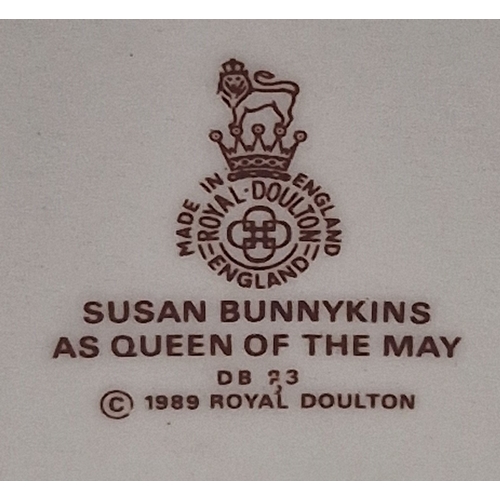 MADE IN ENGLAND
ROYAL·DOULTON
ENGLAND
SUSAN BUNNYKINS
AS QUEEN OF THE MAY
DB
© 1989 ROYAL DOULTON